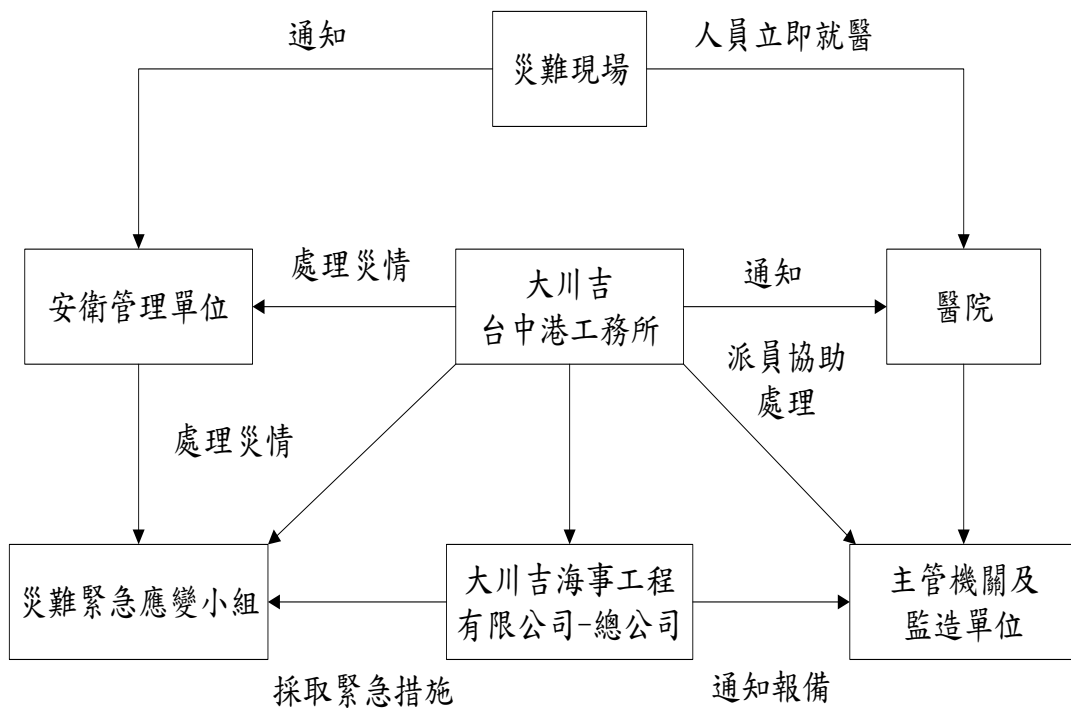 通知
人員立即就醫
災難現場
安衛管理單位
處理災情
大川吉
台中港工務所
通知
醫院
派員協助
處理
處理災情
災難緊急應變小組
大川吉海事工程
有限公司-總公司
主管機關及
監造單位
採取緊急措施
通知報備